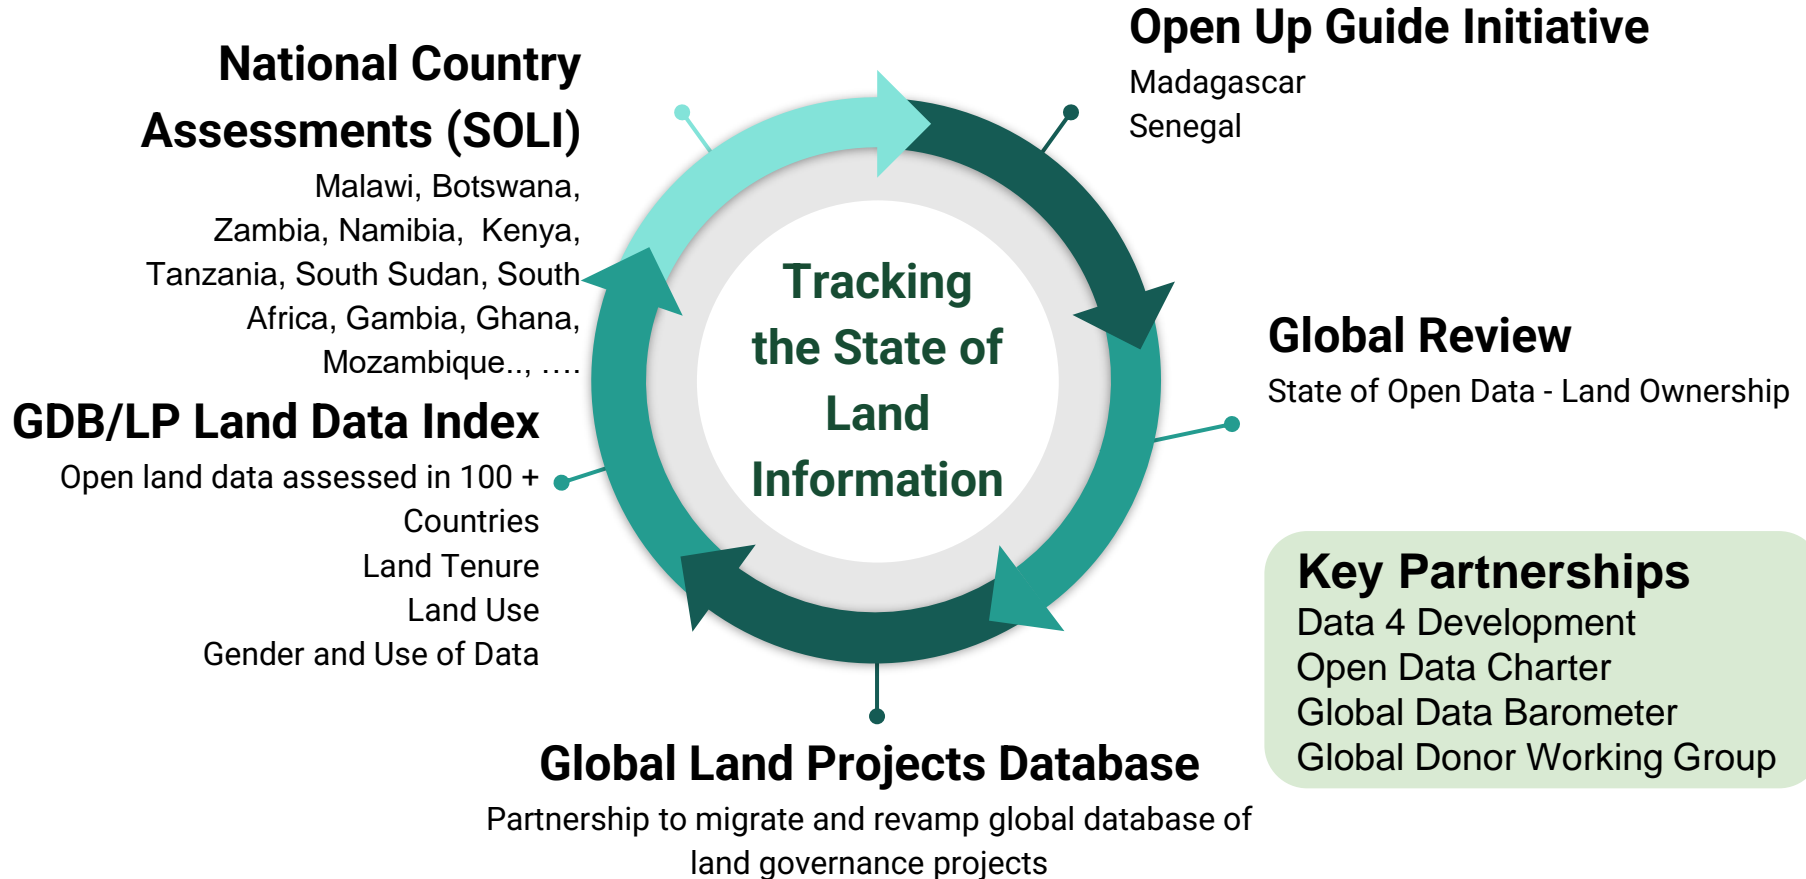 National Country
Assessments (SOLI)
Malawi, Botswana,
Zambia, Namibia, Kenya,
Tanzania, South Sudan, South
Africa, Gambia, Ghana,
Mozambique.., ….
GDB/LP Land Data Index
Open land data assessed in 100 +
Countries
Land Tenure
Land Use
Gender and Use of Data
Tracking
the State of
Land
Information
Open Up Guide Initiative
Madagascar
Senegal
Global Review
State of Open Data - Land Ownership
Key Partnerships
Data 4 Development
Open Data Charter
Global Data Barometer
Global Donor Working Group
Global Land Projects Database
Partnership to migrate and revamp global database of
land governance projects